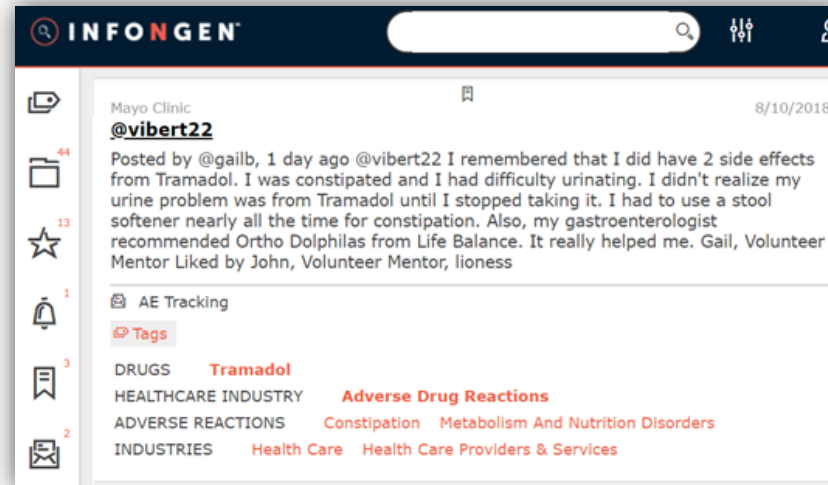 INFONGEN
Mayo Clinic
8/10/2018
@vibert22
Posted by @gailb, 1 day ago @vibert22 I remembered that I did have 2 side effects
from Tramadol. I was constipated and I had difficulty urinating. I didn't realize my
urine problem was from Tramadol until I stopped taking it. I had to use a stool
softener nearly all the time for constipation. Also, my gastroenterologist
recommended Ortho Dolphilas from Life Balance. It really helped me. Gail, Volunteer
Mentor Liked by John, Volunteer Mentor, lioness
44
13
1
3
2
AE Tracking
Tags
DRUGS Tramadol
HEALTHCARE INDUSTRY Adverse Drug Reactions
ADVERSE REACTIONS Constipation Metabolism And Nutrition Disorders
INDUSTRIES Health Care Health Care Providers & Services